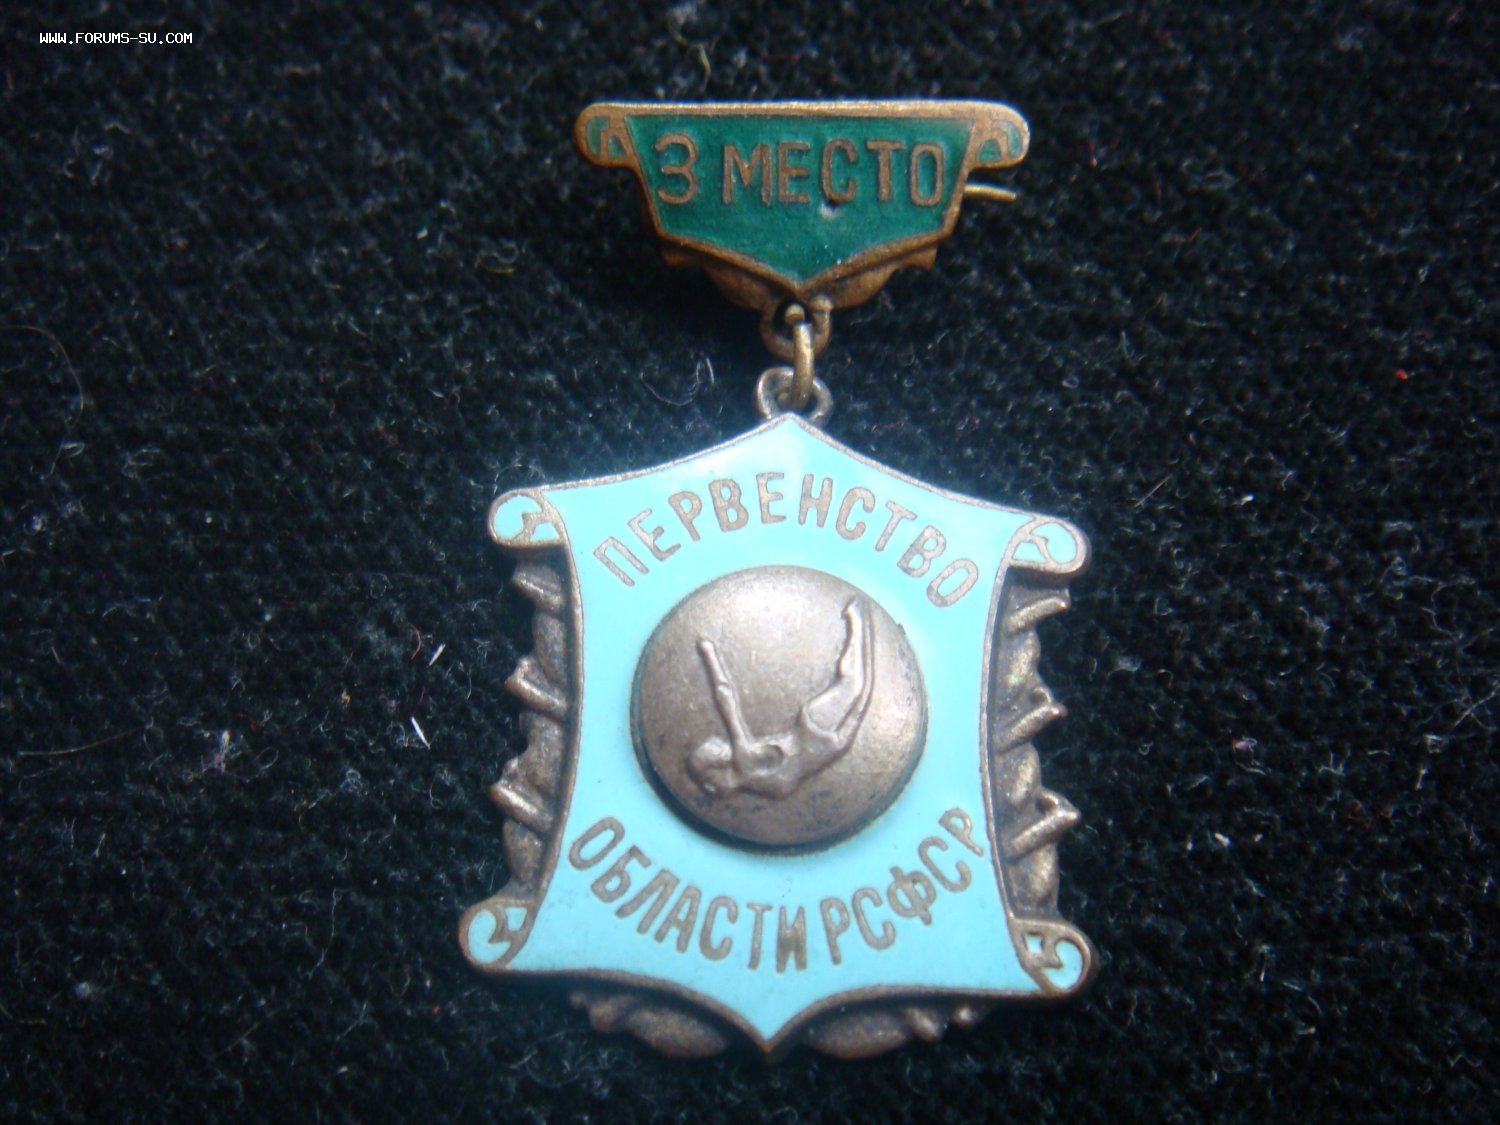 WWW.FORUMS-SU.COM
3 МЕСТО
ПЕРВЕНСТВО
ОБЛАСТИ РСФСР